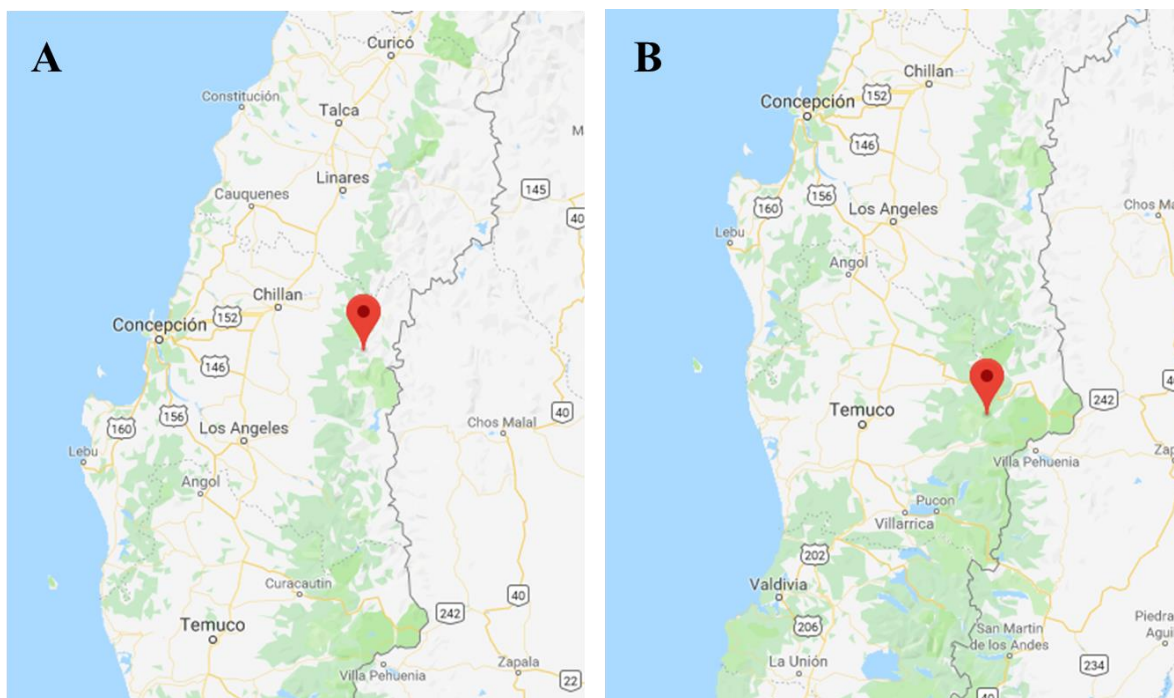 A
Curicó
Constitución
Talca
M
Linares
145
40
Cauquenes
Chillan
152
Concepción
146
40
156
160
Los Angeles
Chos Malal
Lebu
Angol
Curacautin
40
242
Temuco
Villa Pehuenia
Zapala
22
B
Chillan
Concepción
152
146
156
Los Angeles
160
Chos Ma
Lebu
Angol
40
242
Temuco
Villa Pehuenia
Zap
Pucon
Villarrica
202
Valdivia
206
San Martin
de los Andes
Piedra
Agui
La Unión
234
40